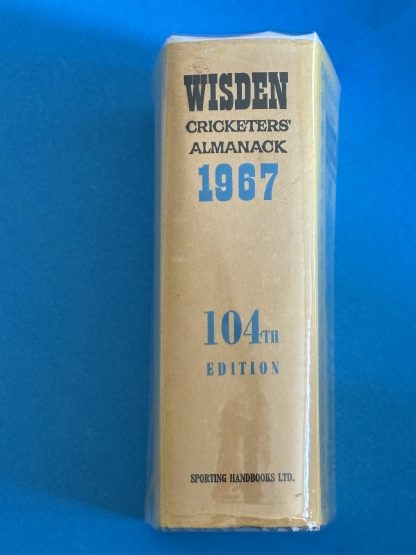 WISDEN
CRICKETERS'
ALMANACK
1967
104TH
EDITION
SPORTING HANDBOOKS LTD.